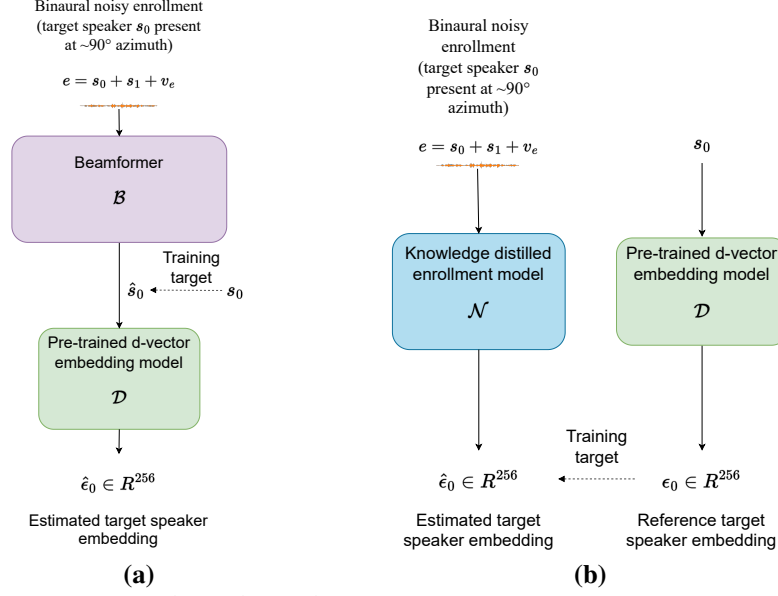 Binaural noisy enrollment
(target speaker s₀ present
at ~90° azimuth)
e = s₀ + s₁ + vₑ
Beamformer
ℬ
Training
target
ŝ₀
s₀
Pre-trained d-vector
embedding model
𝒟
ε̂₀ ∈ R²⁵⁶
Estimated target speaker
embedding
(a)
Binaural noisy
enrollment
(target speaker s₀
present at ~90°
azimuth)
e = s₀ + s₁ + vₑ
Knowledge distilled
enrollment model
𝒩
s₀
Pre-trained d-vector
embedding model
𝒟
Training
target
ε̂₀ ∈ R²⁵⁶
Estimated target
speaker embedding
ε₀ ∈ R²⁵⁶
Reference target
speaker embedding
(b)